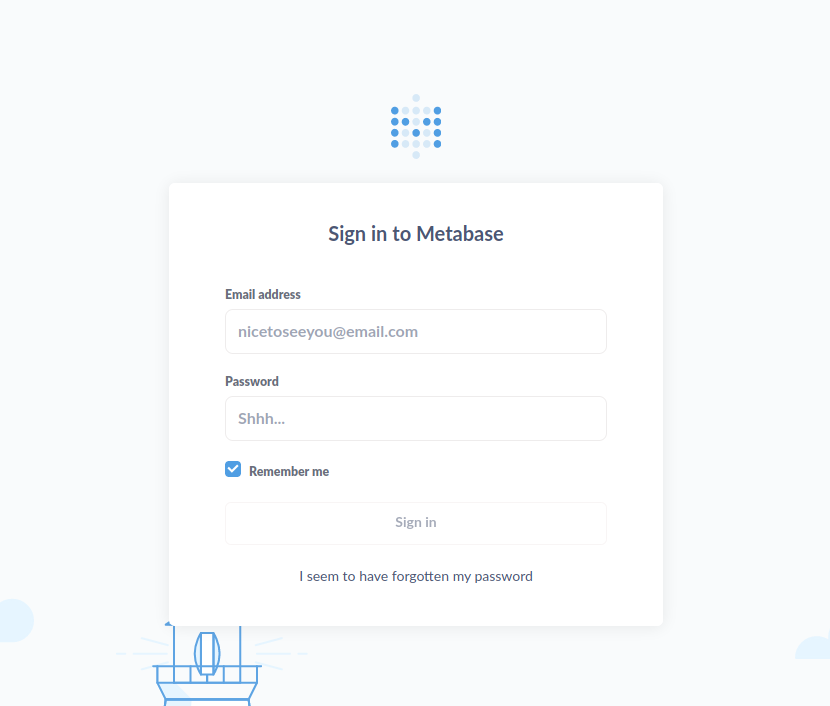 Sign in to Metabase
Email address
nicetoseeyou@email.com
Password
Shhh...
Remember me
Sign in
I seem to have forgotten my password